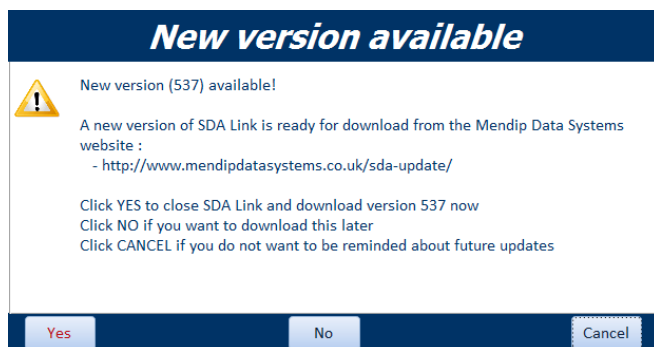 New version available
New version (537) available!
A new version of SDA Link is ready for download from the Mendip Data Systems
website :
- http://www.mendipdatasystems.co.uk/sda-update/
Click YES to close SDA Link and download version 537 now
Click NO if you want to download this later
Click CANCEL if you do not want to be reminded about future updates
Yes
No
Cancel